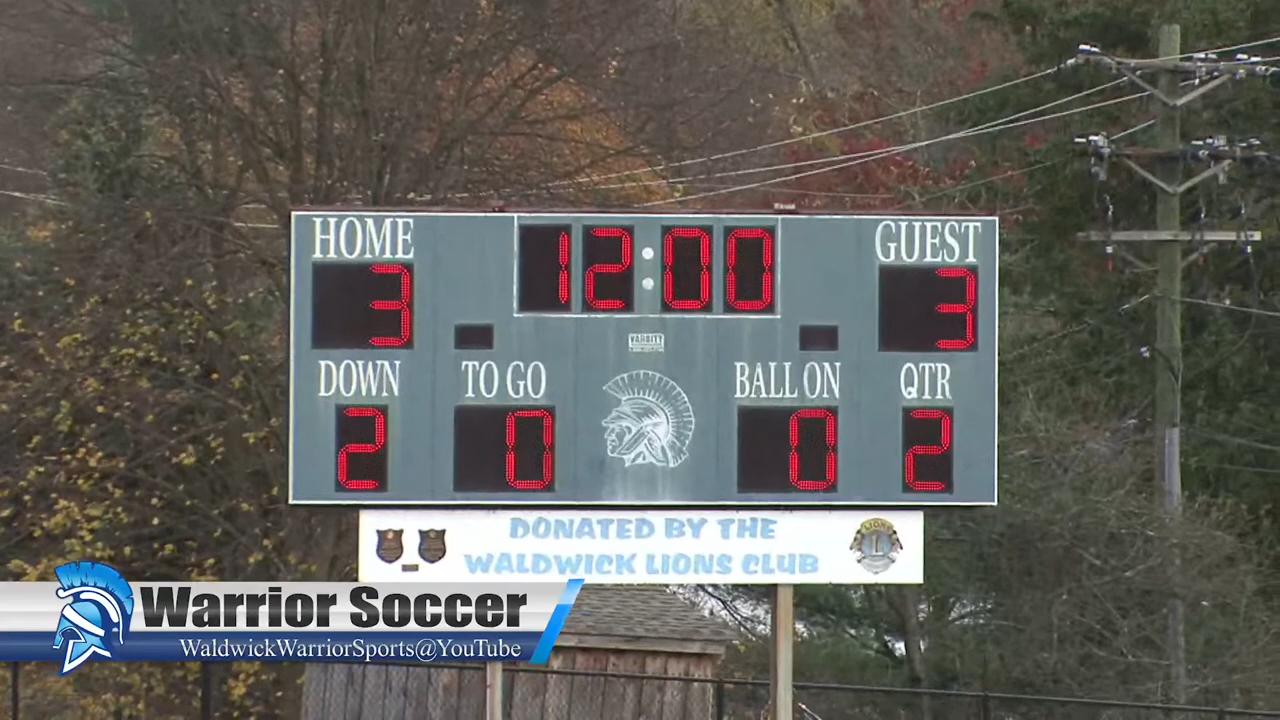 HOME 12:00 GUEST
3 3
VARSITY
DOWN TO GO BALL ON QTR
2 0 0 2
DONATED BY THE
WALDWICK LIONS CLUB
LIONS
L
Warrior Soccer
WaldwickWarriorSports@YouTube